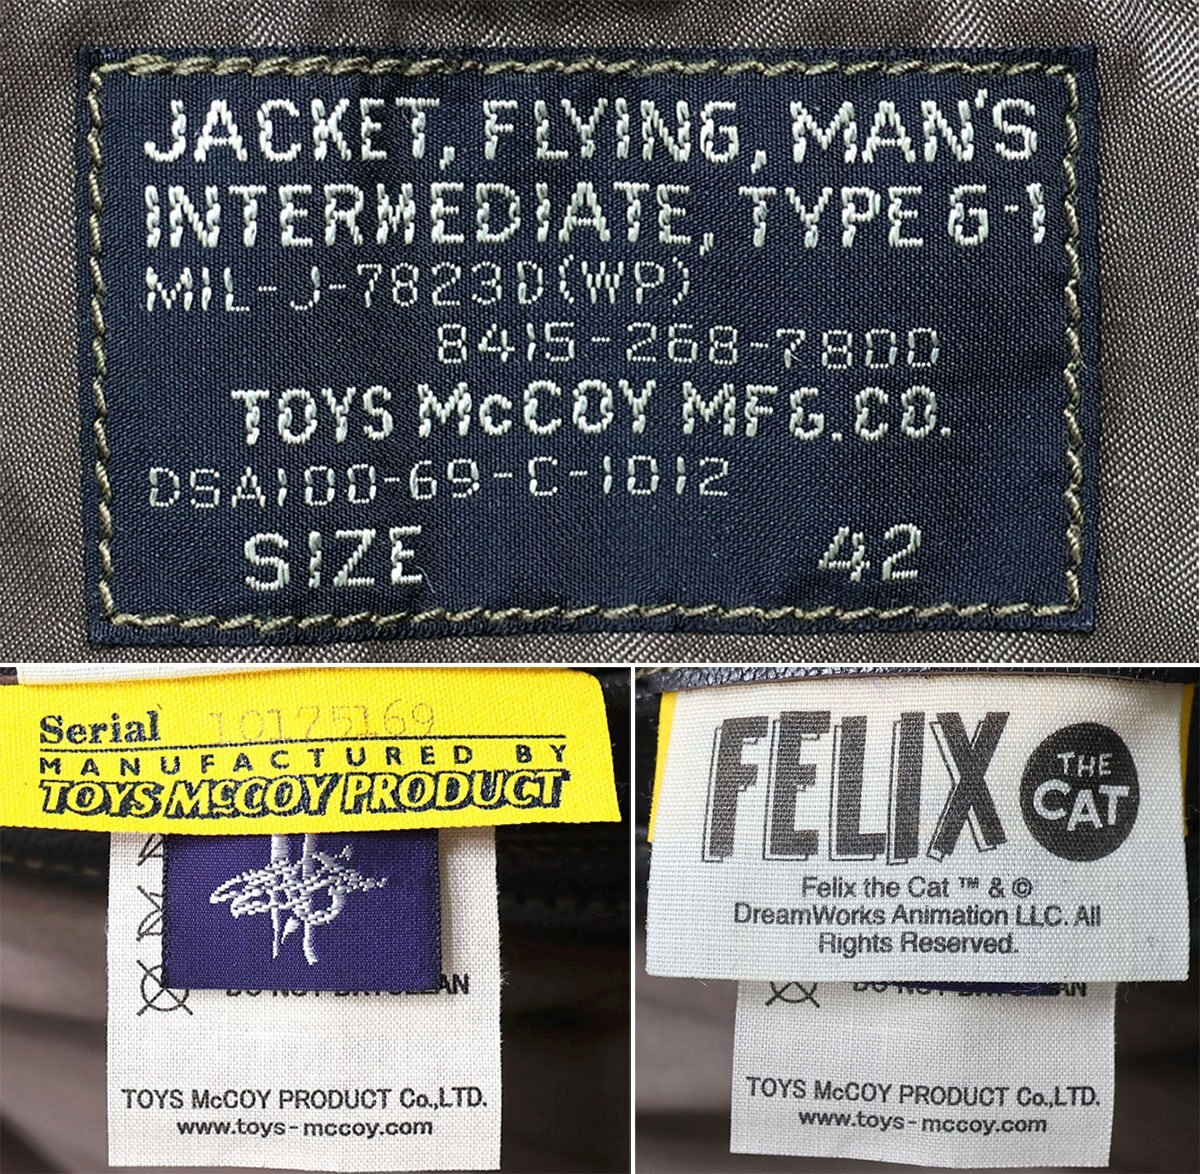 JACKET, FLYING, MAN'S
INTERMEDIATE, TYPE G-1
MIL-J-7823D(WP)
8415-268-7800
TOYS McCOY MFG.CO.
DSA100-69-C-1012
SIZE 42
Serial 10175169
MANUFACTURED BY
TOYS McCOY PRODUCT
TOYS McCOY PRODUCT Co.,LTD.
www.toys-mccoy.com
FELIX
THE
CAT
Felix the Cat ™ & ©
DreamWorks Animation LLC. All
Rights Reserved.
TOYS McCOY PRODUCT Co.,LTD.
www.toys-mccoy.com